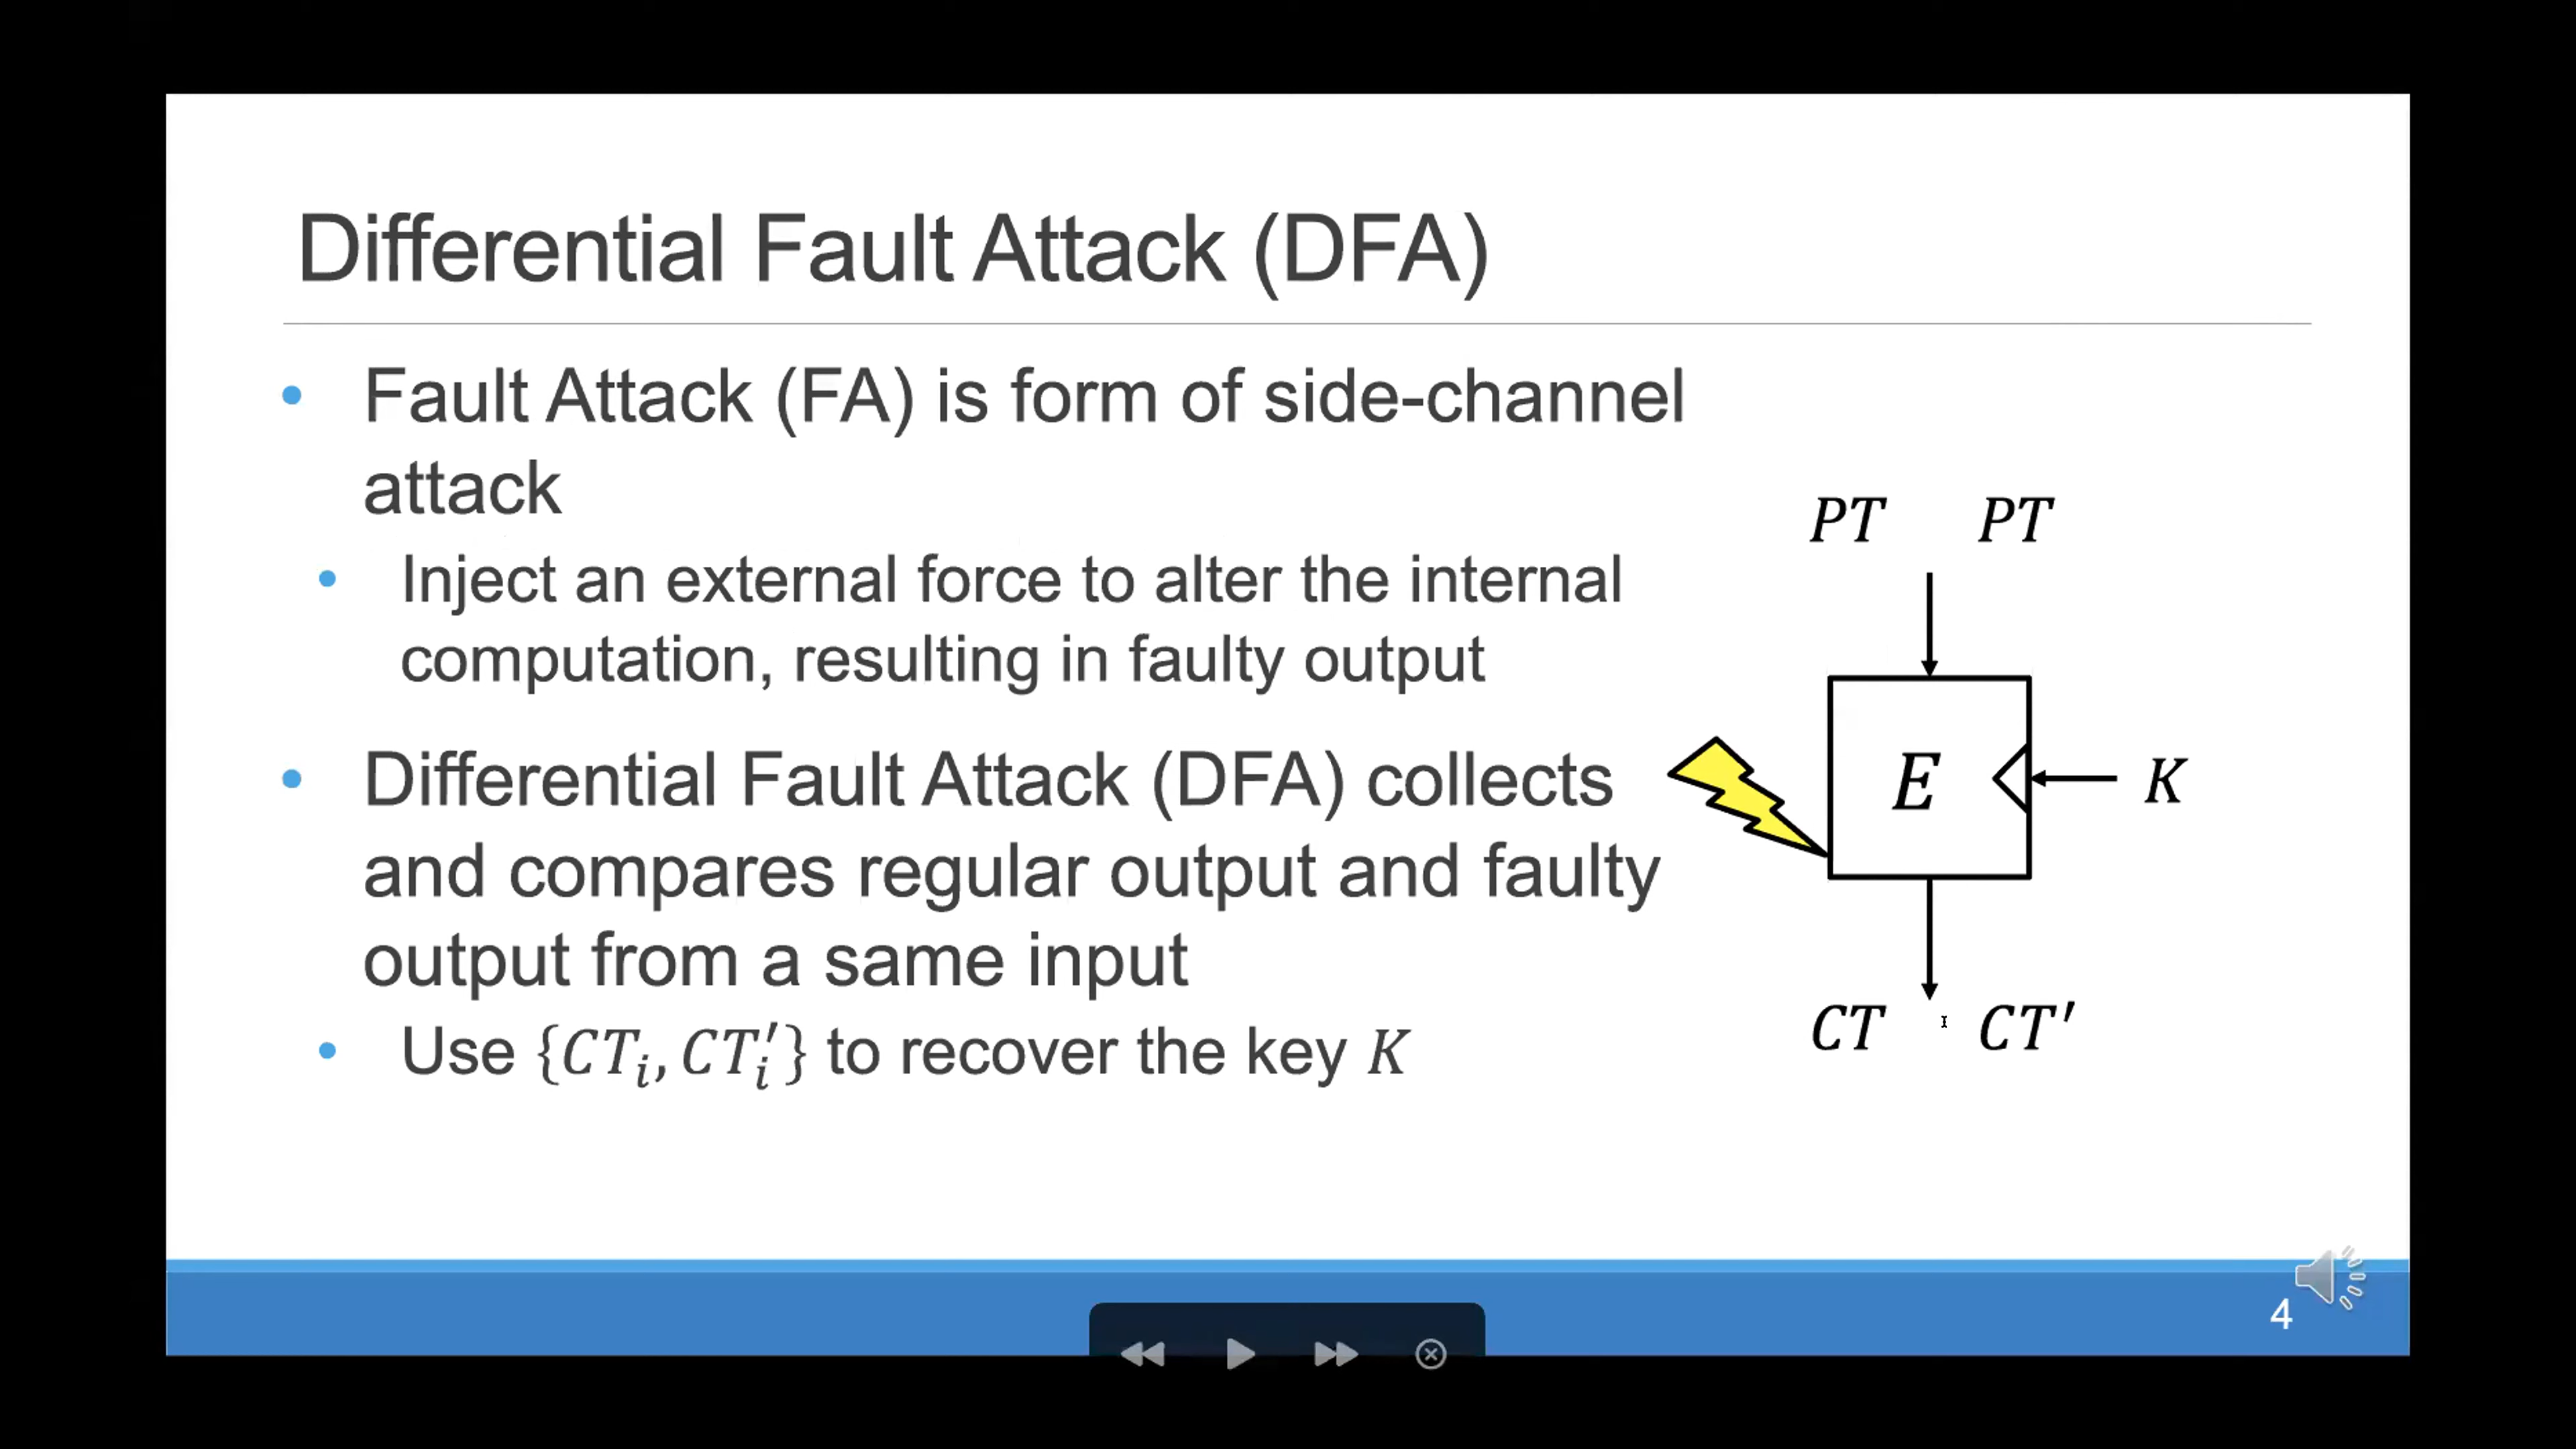 Differential Fault Attack (DFA)
• Fault Attack (FA) is form of side-channel
attack
• Inject an external force to alter the internal
computation, resulting in faulty output
• Differential Fault Attack (DFA) collects
and compares regular output and faulty
output from a same input
• Use {CTᵢ, CT′ᵢ} to recover the key K
PT PT
E
K
CT CT′
4